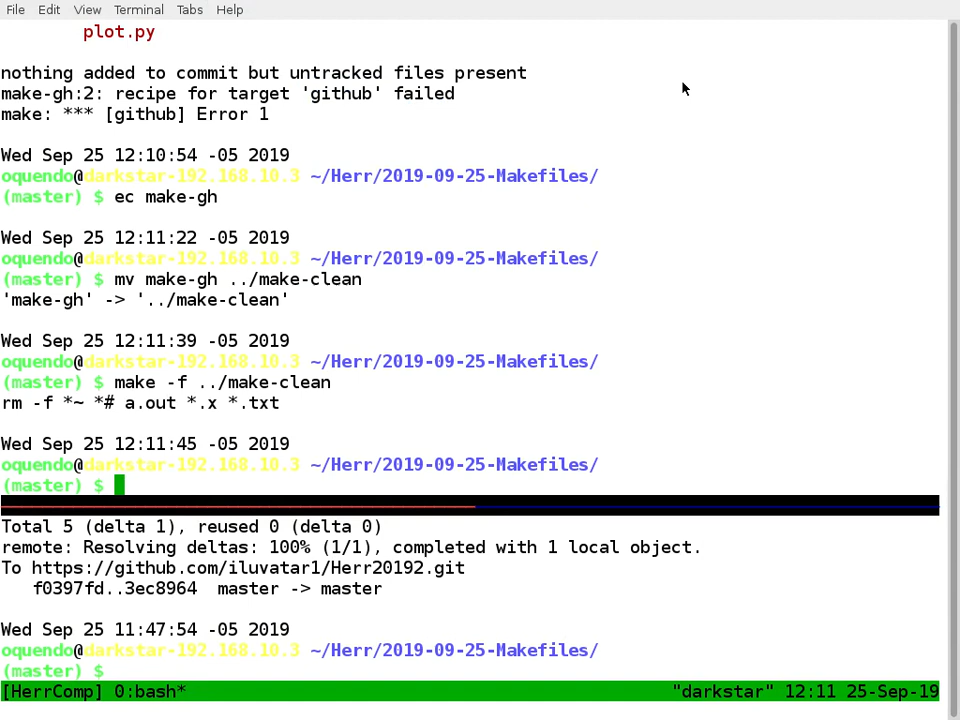 File Edit View Terminal Tabs Help
plot.py
nothing added to commit but untracked files present
make-gh:2: recipe for target 'github' failed
make: *** [github] Error 1
Wed Sep 25 12:10:54 -05 2019
oquendo@darkstar-192.168.10.3 ~/Herr/2019-09-25-Makefiles/
(master) $ ec make-gh
Wed Sep 25 12:11:22 -05 2019
oquendo@darkstar-192.168.10.3 ~/Herr/2019-09-25-Makefiles/
(master) $ mv make-gh ../make-clean
'make-gh' -> '../make-clean'
Wed Sep 25 12:11:39 -05 2019
oquendo@darkstar-192.168.10.3 ~/Herr/2019-09-25-Makefiles/
(master) $ make -f ../make-clean
rm -f *~ *# a.out *.x *.txt
Wed Sep 25 12:11:45 -05 2019
oquendo@darkstar-192.168.10.3 ~/Herr/2019-09-25-Makefiles/
(master) $
Total 5 (delta 1), reused 0 (delta 0)
remote: Resolving deltas: 100% (1/1), completed with 1 local object.
To https://github.com/iluvatar1/Herr20192.git
f0397fd..3ec8964  master -> master
Wed Sep 25 11:47:54 -05 2019
oquendo@darkstar-192.168.10.3 ~/Herr/2019-09-25-Makefiles/
(master) $
[HerrComp] 0:bash* "darkstar" 12:11 25-Sep-19